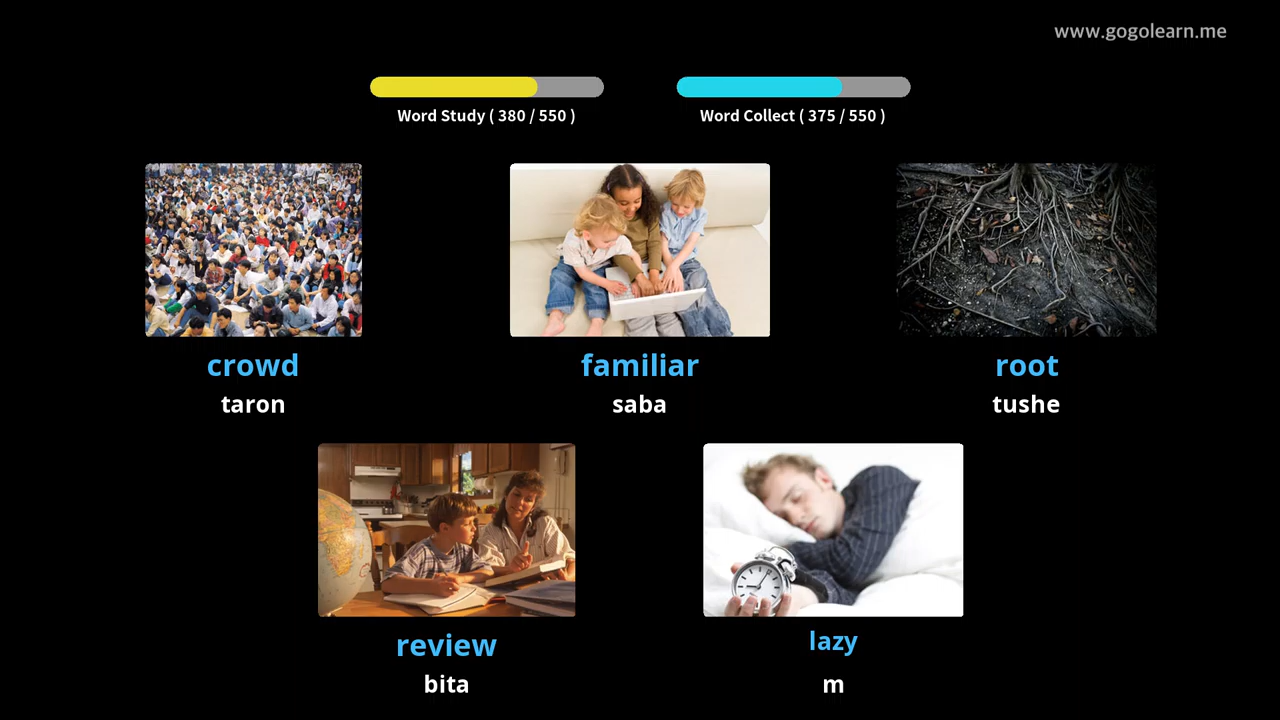 www.gogolearn.me
Word Study ( 380 / 550 )
Word Collect ( 375 / 550 )
crowd
taron
familiar
saba
root
tushe
review
bita
lazy
m